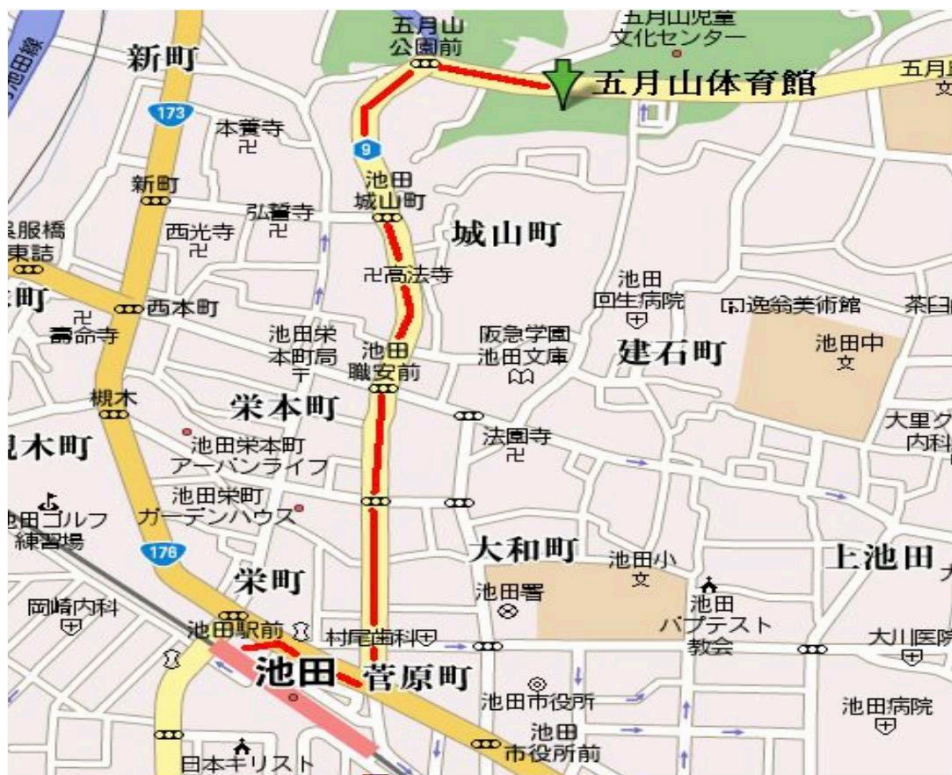 五月山
公園前
五月山児童
文化センター
新町
五月山体育館
173
本養寺
9
新町
池田
城山町
弘誓寺
西光寺
城山町
呉服橋
東詰
高法寺
池田
回生病院
逸翁美術館
西本町
壽命寺
池田栄
本町局
阪急学園
池田文庫
建石町
池田中
文
池田
職安前
槻木
栄本町
法園寺
池田栄本町
アーバンライフ
池田栄町
ガーデンハウス
池田ゴルフ
練習場
大和町
上池田
176
栄町
池田小
文
岡崎内科
池田署
池田
バプテスト
教会
池田駅前
村尾歯科
大川医院
池田
菅原町
池田市役所
池田病院
池田
市役所前
日本キリスト